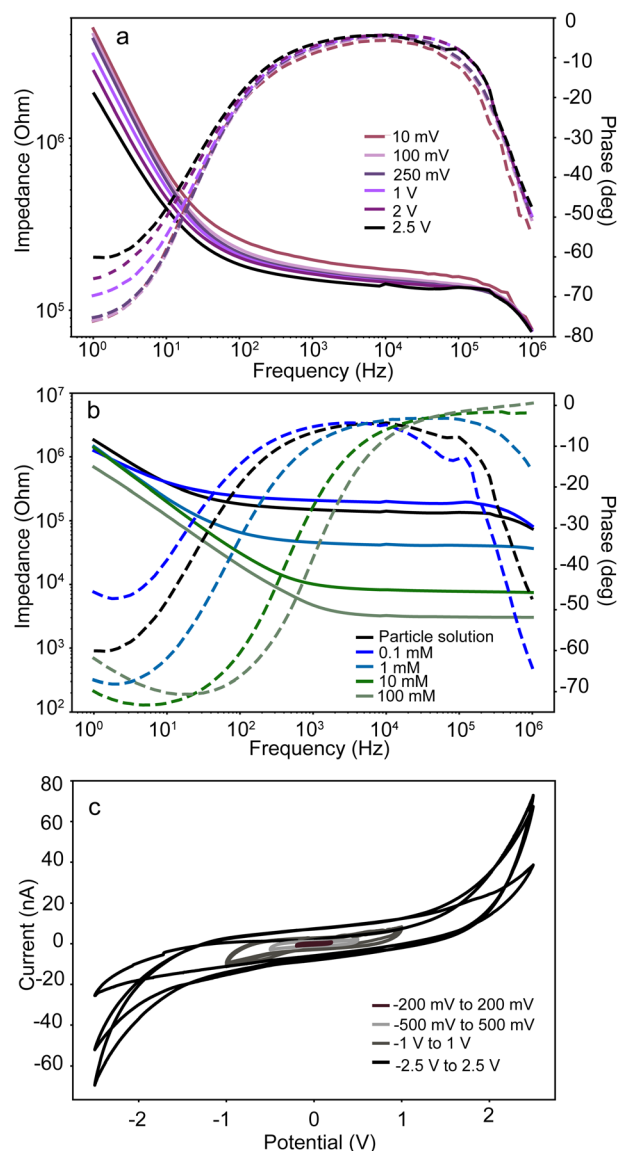 a
Impedance (Ohm)
Phase (deg)
Frequency (Hz)
10⁶
10⁵
0
-10
-20
-30
-40
-50
-60
-70
-80
10⁰ 10¹ 10² 10³ 10⁴ 10⁵ 10⁶
10 mV
100 mV
250 mV
1 V
2 V
2.5 V
b
Impedance (Ohm)
Phase (deg)
Frequency (Hz)
10⁷
10⁶
10⁵
10⁴
10³
10²
0
-10
-20
-30
-40
-50
-60
-70
10⁰ 10¹ 10² 10³ 10⁴ 10⁵ 10⁶
Particle solution
0.1 mM
1 mM
10 mM
100 mM
c
Current (nA)
Potential (V)
80
60
40
20
0
-20
-40
-60
-2 -1 0 1 2
-200 mV to 200 mV
-500 mV to 500 mV
-1 V to 1 V
-2.5 V to 2.5 V